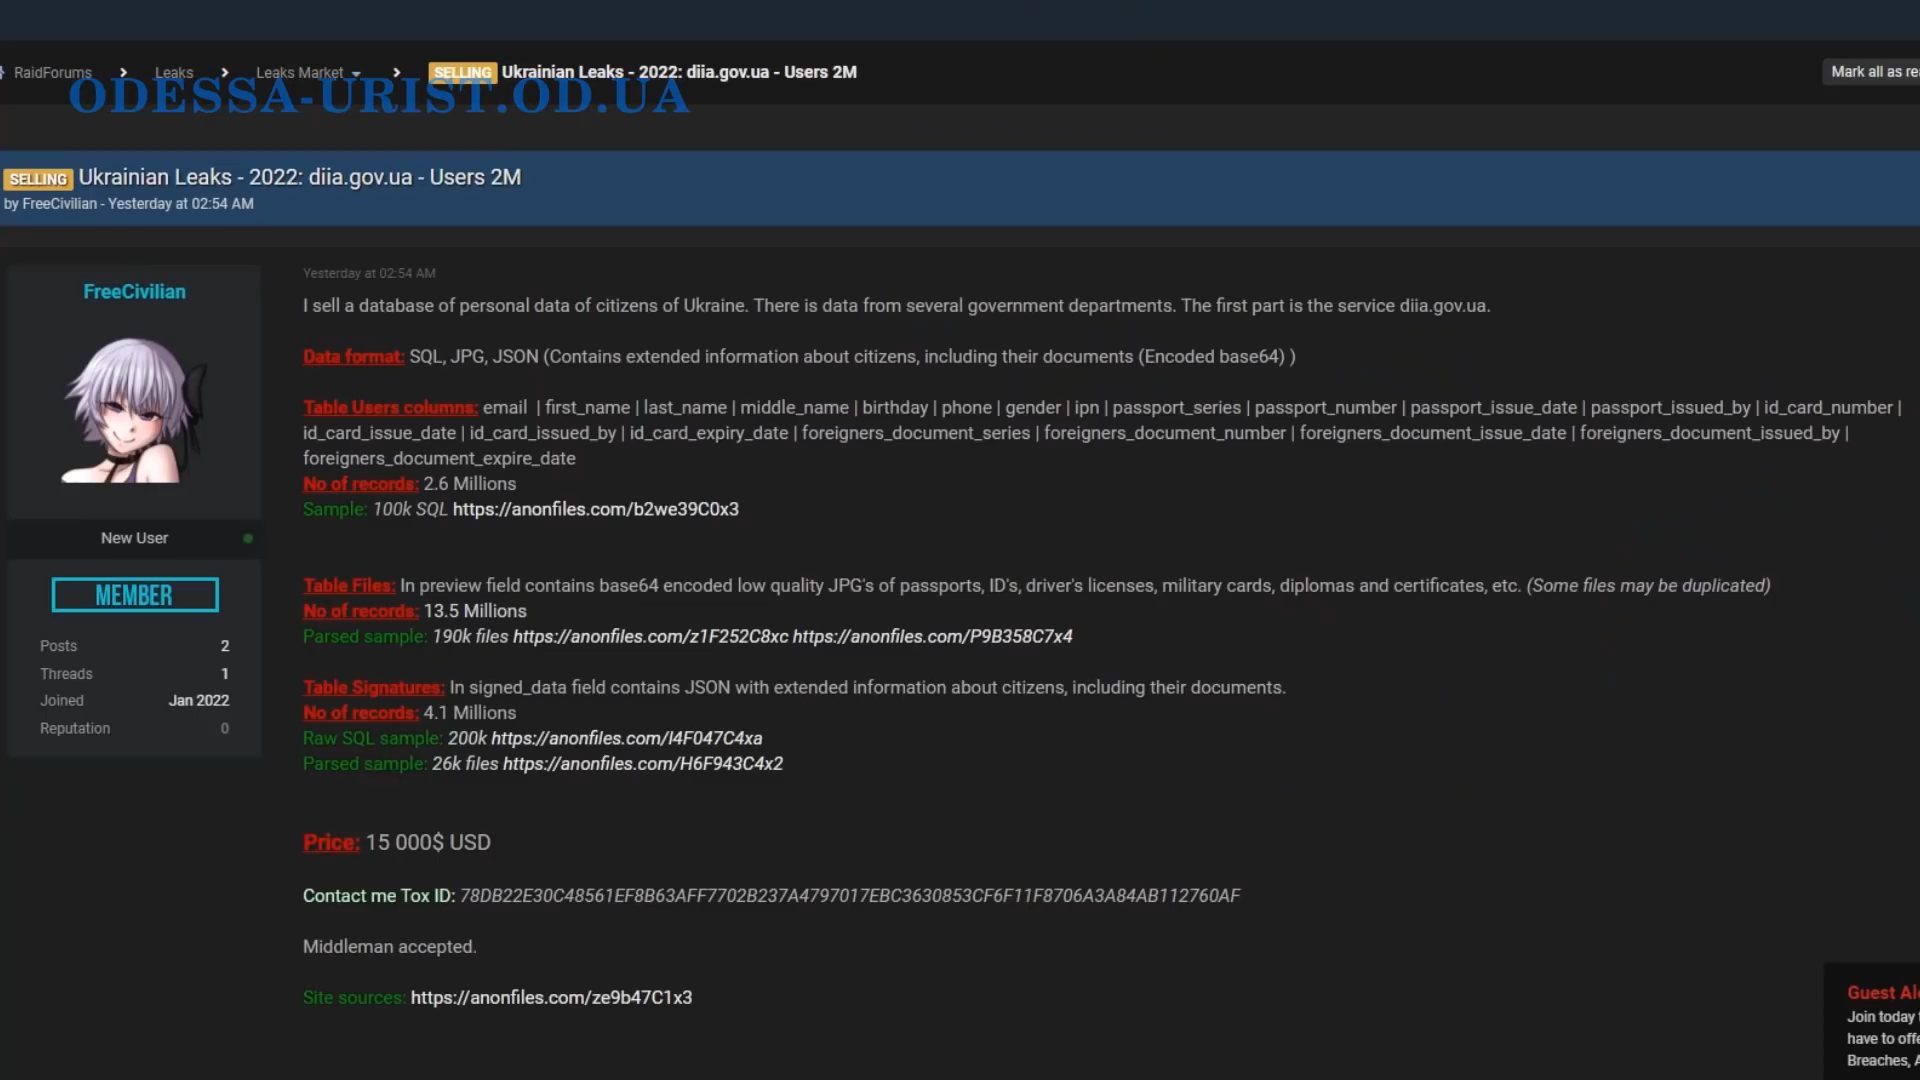 RaidForums
Leaks
Leaks Market
SELLING Ukrainian Leaks - 2022: diia.gov.ua - Users 2M
Mark all as rea
ODESSA-URIST.OD.UA
SELLING Ukrainian Leaks - 2022: diia.gov.ua - Users 2M
by FreeCivilian - Yesterday at 02:54 AM
FreeCivilian
New User
MEMBER
Posts 2
Threads 1
Joined Jan 2022
Reputation 0
Yesterday at 02:54 AM
I sell a database of personal data of citizens of Ukraine. There is data from several government departments. The first part is the service diia.gov.ua.
Data format: SQL, JPG, JSON (Contains extended information about citizens, including their documents (Encoded base64) )
Table Users columns: email | first_name | last_name | middle_name | birthday | phone | gender | ipn | passport_series | passport_number | passport_issue_date | passport_issued_by | id_card_number |
id_card_issue_date | id_card_issued_by | id_card_expiry_date | foreigners_document_series | foreigners_document_number | foreigners_document_issue_date | foreigners_document_issued_by |
foreigners_document_expire_date
No of records: 2.6 Millions
Sample: 100k SQL https://anonfiles.com/b2we39C0x3
Table Files: In preview field contains base64 encoded low quality JPG's of passports, ID's, driver's licenses, military cards, diplomas and certificates, etc. (Some files may be duplicated)
No of records: 13.5 Millions
Parsed sample: 190k files https://anonfiles.com/z1F252C8xc https://anonfiles.com/P9B358C7x4
Table Signatures: In signed_data field contains JSON with extended information about citizens, including their documents.
No of records: 4.1 Millions
Raw SQL sample: 200k https://anonfiles.com/l4F047C4xa
Parsed sample: 26k files https://anonfiles.com/H6F943C4x2
Price: 15 000$ USD
Contact me Tox ID: 78DB22E30C48561EF8B63AFF7702B237A4797017EBC3630853CF6F11F8706A3A84AB112760AF
Middleman accepted.
Site sources: https://anonfiles.com/ze9b47C1x3
Guest Al
Join today t
have to offe
Breaches, A